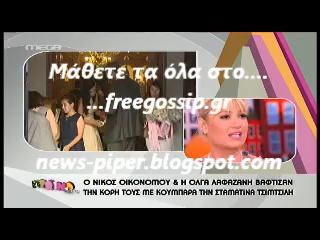 MEGA
Μάθετε τα όλα στο....
...freegossip.gr
news-piper.blogspot.com
Ο ΝΙΚΟΣ ΟΙΚΟΝΟΜΟΥ & Η ΟΛΓΑ ΛΑΦΑΖΑΝΗ ΒΑΦΤΙΣΑΝ
ΤΗΝ ΚΟΡΗ ΤΟΥΣ ΜΕ ΚΟΥΜΠΑΡΑ ΤΗΝ ΣΤΑΜΑΤΙΝΑ ΤΣΙΜΤΣΙΛΗ